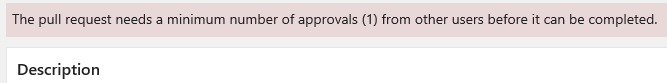 The pull request needs a minimum number of approvals (1) from other users before it can be completed.
Description